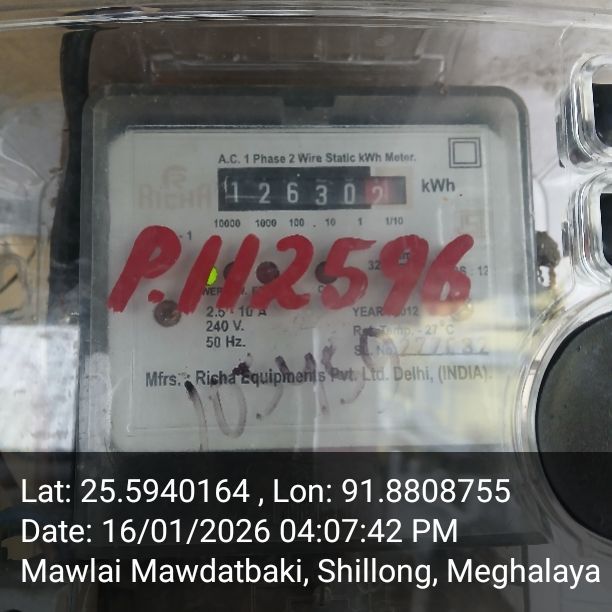 A.C. 1 Phase 2 Wire Static kWh Meter.
RICHA
126302 kWh
10000 1000 100 10 1 1/10
P.112596
2.5 - 10 A
240 V.
50 Hz.
Mfrs. : Richa Equipments Pvt. Ltd. Delhi, (INDIA).
Lat: 25.5940164 , Lon: 91.8808755
Date: 16/01/2026 04:07:42 PM
Mawlai Mawdatbaki, Shillong, Meghalaya